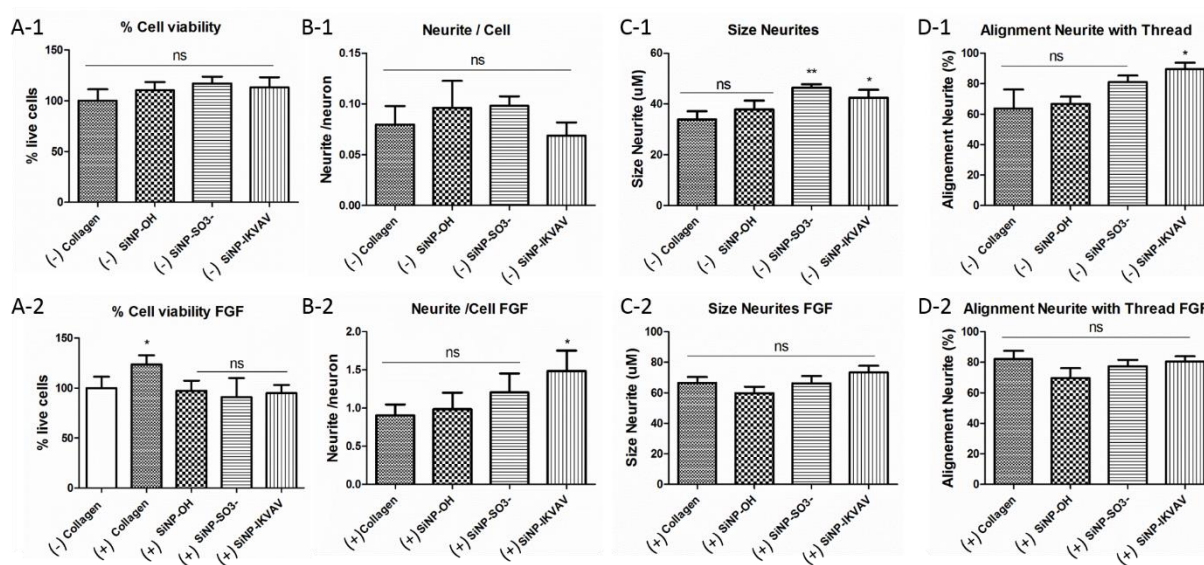 A-1
% Cell viability
ns
% live cells
150
100
50
0
(-) Collagen
(-) SiNP-OH
(-) SiNP-SO3-
(-) SiNP-IKVAV
B-1
Neurite / Cell
ns
Neurite /neuron
0.15
0.10
0.05
0.00
(-) Collagen
(-) SiNP-OH
(-) SiNP-SO3-
(-) SiNP-IKVAV
C-1
Size Neurites
ns
**
*
Size Neurite (uM)
60
40
20
0
(-) Collagen
(-) SiNP-OH
(-) SiNP-SO3-
(-) SiNP-IKVAV
D-1
Alignment Neurite with Thread
ns
*
Alignement Neurite (%)
100
80
60
40
20
0
(-) Collagen
(-) SiNP-OH
(-) SiNP-SO3-
(-) SiNP-IKVAV
A-2
% Cell viability FGF
*
ns
% live cells
150
100
50
0
(-) Collagen
(+) Collagen
(+) SiNP-OH
(+) SiNP-SO3-
(+) SiNP-IKVAV
B-2
Neurite /Cell FGF
ns
*
Neurite /neuron
2.0
1.5
1.0
0.5
0.0
(+) Collagen
(+) SiNP-OH
(+) SiNP-SO3-
(+) SiNP-IKVAV
C-2
Size Neurites FGF
ns
Size Neurite (uM)
100
80
60
40
20
0
(+) Collagen
(+) SiNP-OH
(+) SiNP-SO3-
(+) SiNP-IKVAV
D-2
Alignment Neurite with Thread FGF
ns
Alignement Neurite (%)
100
80
60
40
20
0
(+) Collagen
(+) SiNP-OH
(+) SiNP-SO3-
(+) SiNP-IKVAV